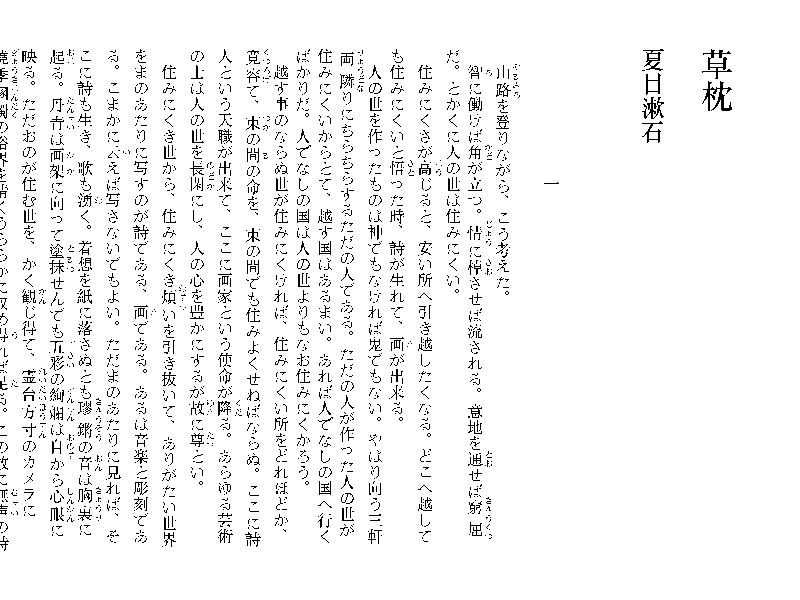 草枕
夏目漱石
一
山路を登りながら、こう考えた。
智に働けば角が立つ。情に棹させば流される。意地を通せば窮屈
だ。とかくに人の世は住みにくい。
住みにくさが高じると、安い所へ引き越したくなる。どこへ越して
も住みにくいと悟った時、詩が生れて、画が出来る。
人の世を作ったものは神でもなければ鬼でもない。やはり向う三軒
両隣りにちらちらするただの人である。ただの人が作った人の世が
住みにくいからとて、越す国はあるまい。あれば人でなしの国へ行く
ばかりだ。人でなしの国は人の世よりもなお住みにくかろう。
越す事のならぬ世が住みにくければ、住みにくい所をどれほどか、
寛容て、束の間の命を、束の間でも住みよくせねばならぬ。ここに詩
人という天職が出来て、ここに画家という使命が降る。あらゆる芸術
の士は人の世を長閑にし、人の心を豊かにするが故に尊とい。
住みにくき世から、住みにくき煩いを引き抜いて、ありがたい世界
をまのあたりに写すのが詩である、画である。あるは音楽と彫刻であ
る。こまかに云えば写さないでもよい。ただまのあたりに見れば、そ
こに詩も生き、歌も湧く。着想を紙に落さぬとも璆鏘の音は胸裏に
起る。丹青は画架に向って塗抹せんでも五彩の絢爛は自から心眼に
映る。ただおのが住む世を、かく観じ得て、霊台方寸のカメラに
澆季溷濁の俗界を清くうららかに収め得れば足る。この故に無声の詩